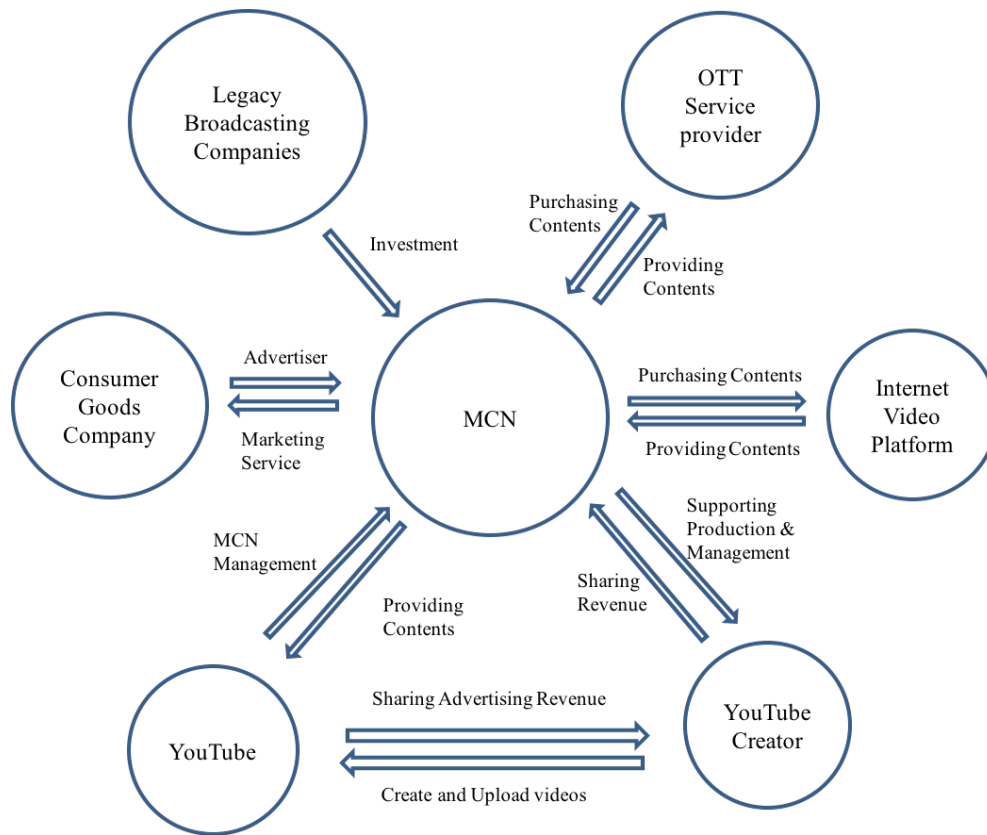 Legacy
Broadcasting
Companies
OTT
Service
provider
Purchasing
Contents
Investment
Providing
Contents
Advertiser
Consumer
Goods
Company
Marketing
Service
MCN
Purchasing Contents
Providing Contents
Internet
Video
Platform
MCN
Management
Supporting
Production &
Management
Sharing
Revenue
Providing
Contents
YouTube
Sharing Advertising Revenue
Create and Upload videos
YouTube
Creator